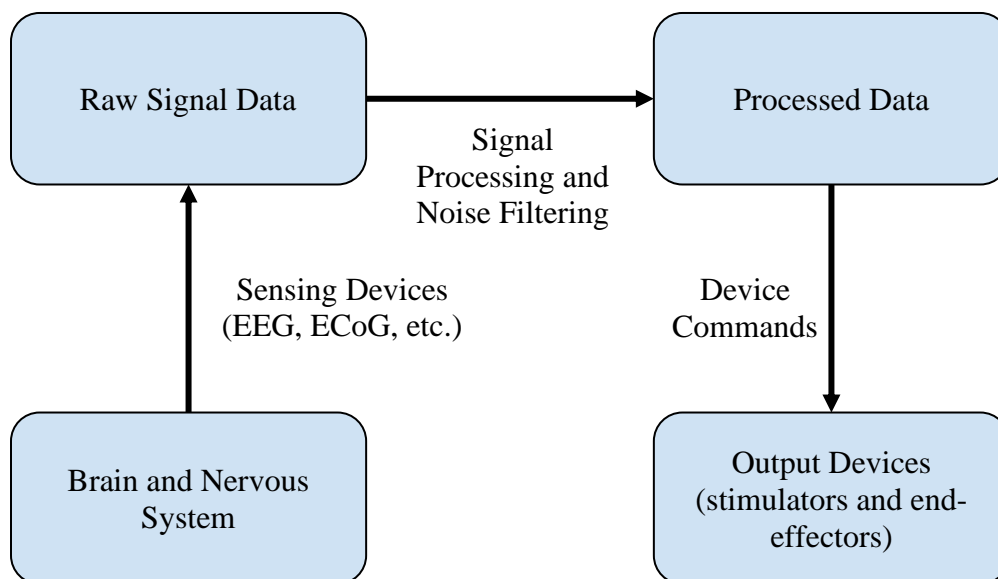 Raw Signal Data
Processed Data
Signal
Processing and
Noise Filtering
Sensing Devices
(EEG, ECoG, etc.)
Device
Commands
Brain and Nervous
System
Output Devices
(stimulators and end-
effectors)